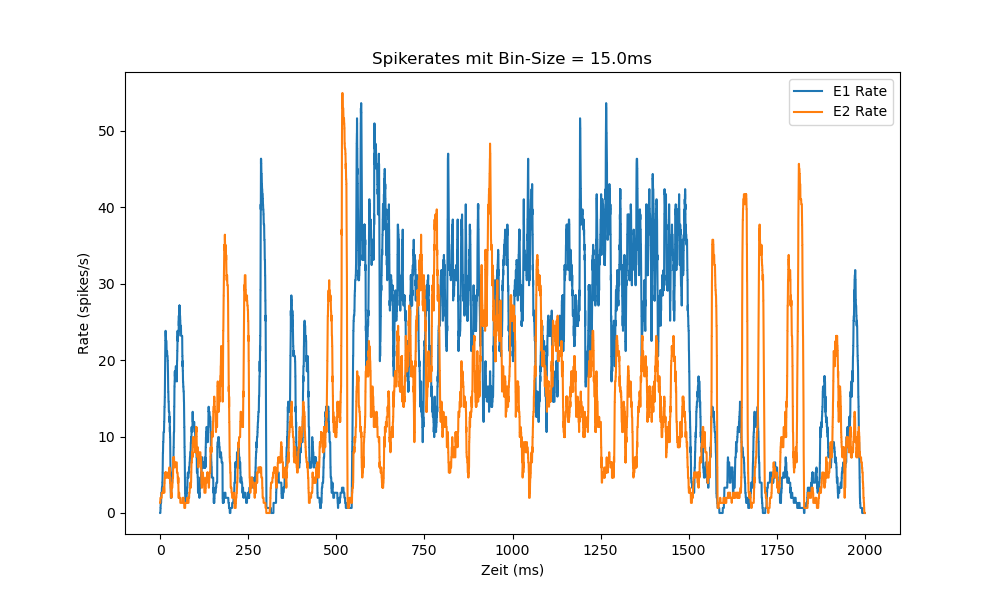 Spikerates mit Bin-Size = 15.0ms
E1 Rate
E2 Rate
Rate (spikes/s)
50
40
30
20
10
0
0 250 500 750 1000 1250 1500 1750 2000
Zeit (ms)